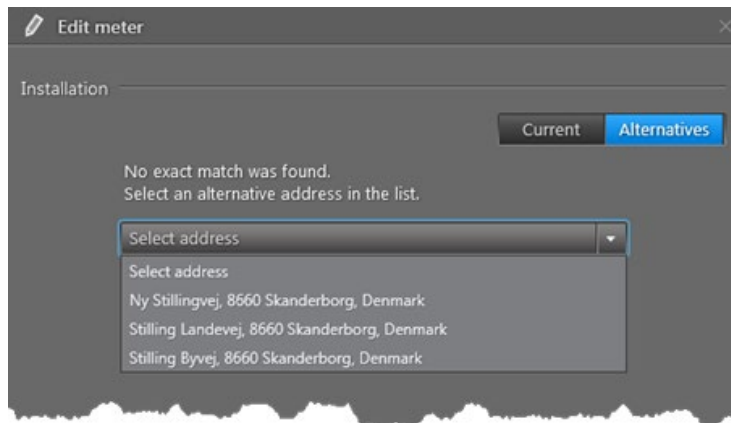 Edit meter
Installation
Current Alternatives
No exact match was found.
Select an alternative address in the list.
Select address
Select address
Ny Stillingvej, 8660 Skanderborg, Denmark
Stilling Landevej, 8660 Skanderborg, Denmark
Stilling Byvej, 8660 Skanderborg, Denmark